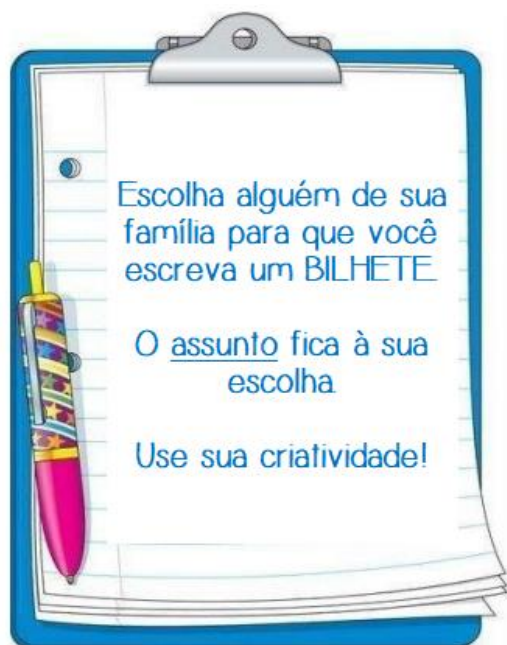 Escolha alguém de sua
família para que você
escreva um BILHETE
O assunto fica à sua
escolha.
Use sua criatividade!